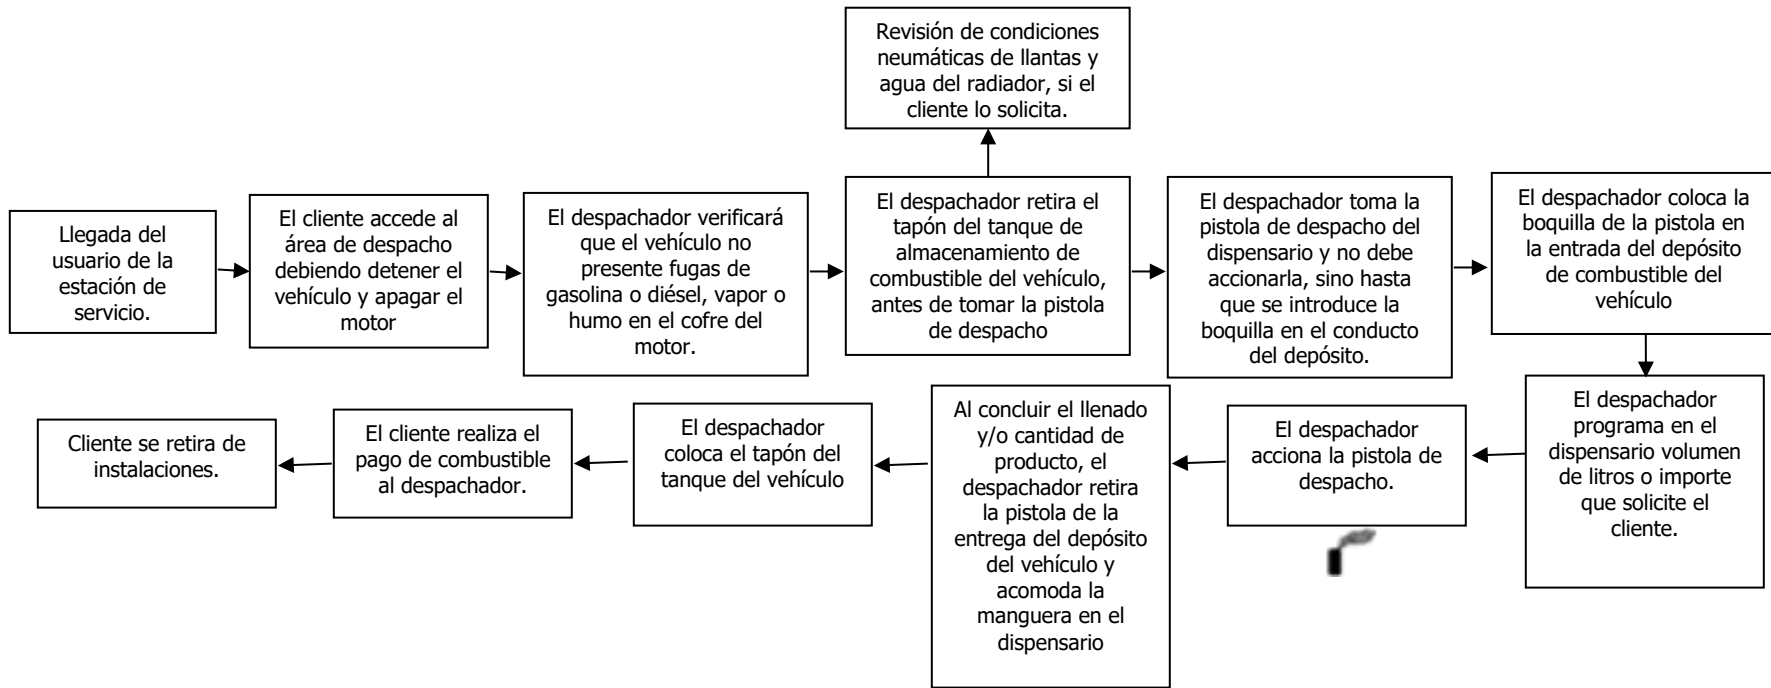 Revisión de condiciones
neumáticas de llantas y
agua del radiador, si el
cliente lo solicita.
Llegada del
usuario de la
estación de
servicio.
El cliente accede al
área de despacho
debiendo detener el
vehículo y apagar el
motor
El despachador verificará
que el vehículo no
presente fugas de
gasolina o diésel, vapor o
humo en el cofre del
motor.
El despachador retira el
tapón del tanque de
almacenamiento de
combustible del vehículo,
antes de tomar la pistola
de despacho
El despachador toma la
pistola de despacho del
dispensario y no debe
accionarla, sino hasta
que se introduce la
boquilla en el conducto
del depósito.
El despachador coloca la
boquilla de la pistola en
la entrada del depósito
de combustible del
vehículo
El despachador
programa en el
dispensario volumen
de litros o importe
que solicite el
cliente.
El despachador
acciona la pistola de
despacho.
Al concluir el llenado
y/o cantidad de
producto, el
despachador retira
la pistola de la
entrega del depósito
del vehículo y
acomoda la
manguera en el
dispensario
El despachador
coloca el tapón del
tanque del vehículo
El cliente realiza el
pago de combustible
al despachador.
Cliente se retira de
instalaciones.